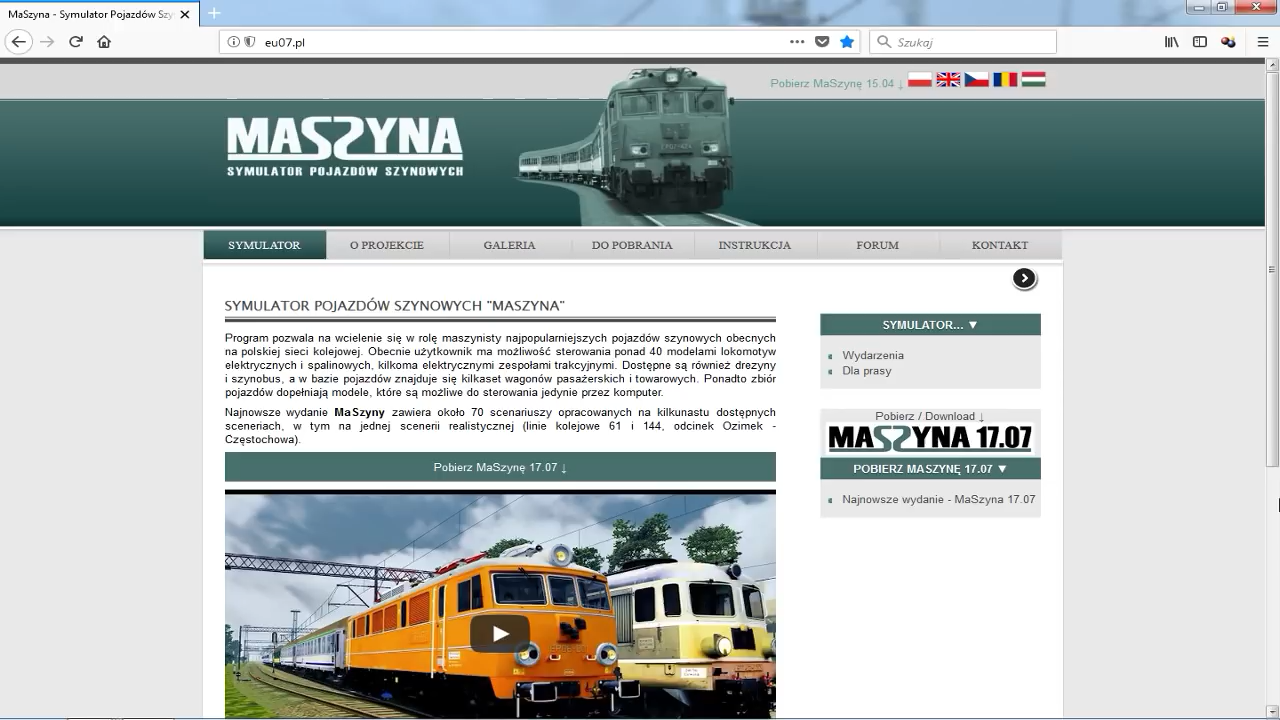 MaSzyna - Symulator Pojazdów Szy
eu07.pl
Szukaj
Pobierz MaSzynę 15.04 ↓
MASZYNA
SYMULATOR POJAZDÓW SZYNOWYCH
SYMULATOR
O PROJEKCIE
GALERIA
DO POBRANIA
INSTRUKCJA
FORUM
KONTAKT
SYMULATOR POJAZDÓW SZYNOWYCH "MASZYNA"
Program pozwala na wcielenie się w rolę maszynisty najpopularniejszych pojazdów szynowych obecnych
na polskiej sieci kolejowej. Obecnie użytkownik ma możliwość sterowania ponad 40 modelami lokomotyw
elektrycznych i spalinowych, kilkoma elektrycznymi zespołami trakcyjnymi. Dostępne są również drezyny
i szynobus, a w bazie pojazdów znajduje się kilkaset wagonów pasażerskich i towarowych. Ponadto zbiór
pojazdów dopełniają modele, które są możliwe do sterowania jedynie przez komputer.
Najnowsze wydanie MaSzyny zawiera około 70 scenariuszy opracowanych na kilkunastu dostępnych
sceneriach, w tym na jednej scenerii realistycznej (linie kolejowe 61 i 144, odcinek Ozimek -
Częstochowa).
Pobierz MaSzynę 17.07 ↓
SYMULATOR... ▼
Wydarzenia
Dla prasy
Pobierz / Download ↓
MASZYNA 17.07
POBIERZ MASZYNĘ 17.07 ▼
Najnowsze wydanie - MaSzyna 17.07